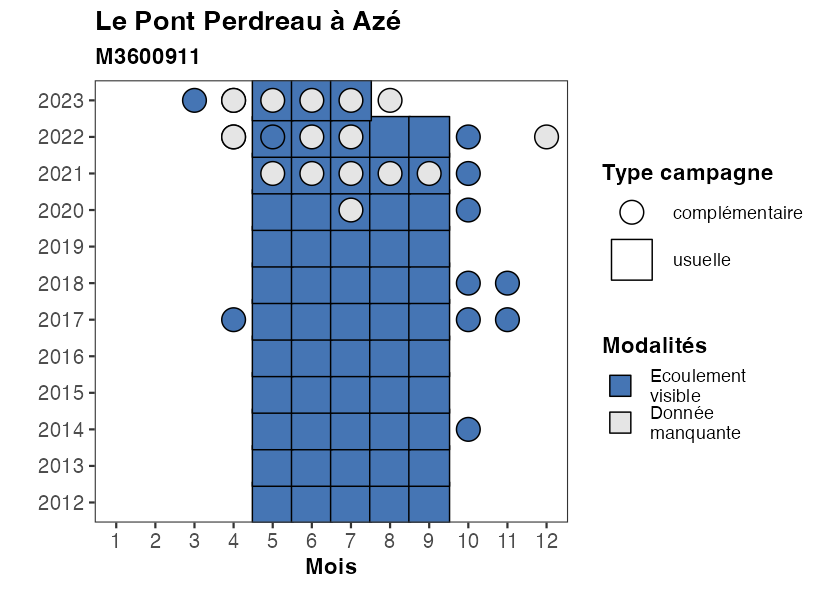 Le Pont Perdreau à Azé
M3600911
2023
2022
2021
2020
2019
2018
2017
2016
2015
2014
2013
2012
1 2 3 4 5 6 7 8 9 10 11 12
Mois
Type campagne
complémentaire
usuelle
Modalités
Ecoulement
visible
Donnée
manquante